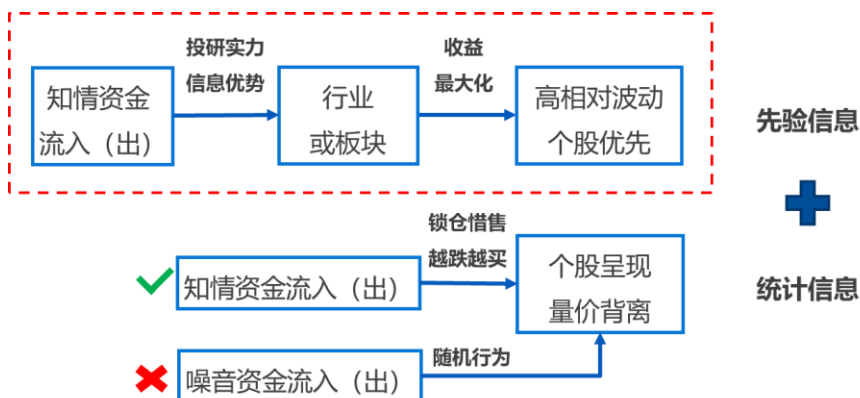 投研实力
信息优势
收益
最大化
知情资金
流入（出）
行业
或板块
高相对波动
个股优先
先验信息
锁仓惜售
越跌越买
知情资金流入（出）
个股呈现
量价背离
统计信息
随机行为
噪音资金流入（出）